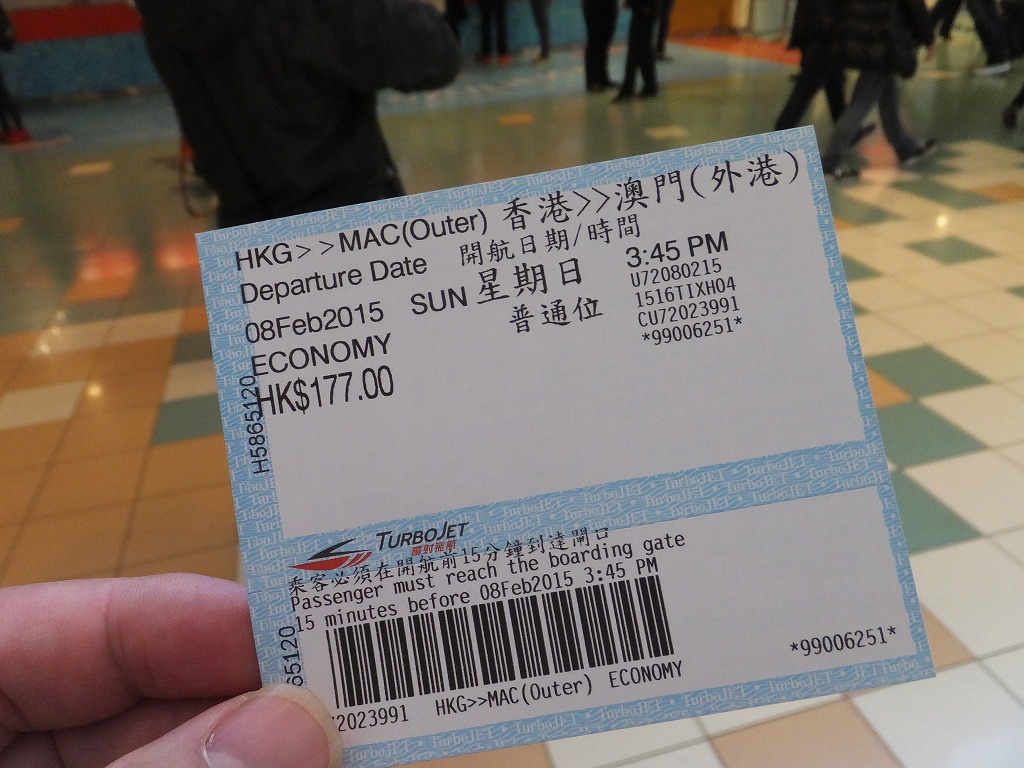 HKG>>MAC(Outer) 香港>>澳門(外港)
Departure Date 開航日期/時間
08Feb2015 SUN 星期日 3:45 PM
ECONOMY 普通位 U72080215
HK$177.00 1516TIXH04
CU72023991
*99006251*
H5865120
TURBOJET
噴射飛航
乘客必須在開航前15分鐘到達閘口
Passenger must reach the boarding gate
15 minutes before 08Feb2015 3:45 PM
65120
2023991 HKG>>MAC(Outer) ECONOMY *99006251*